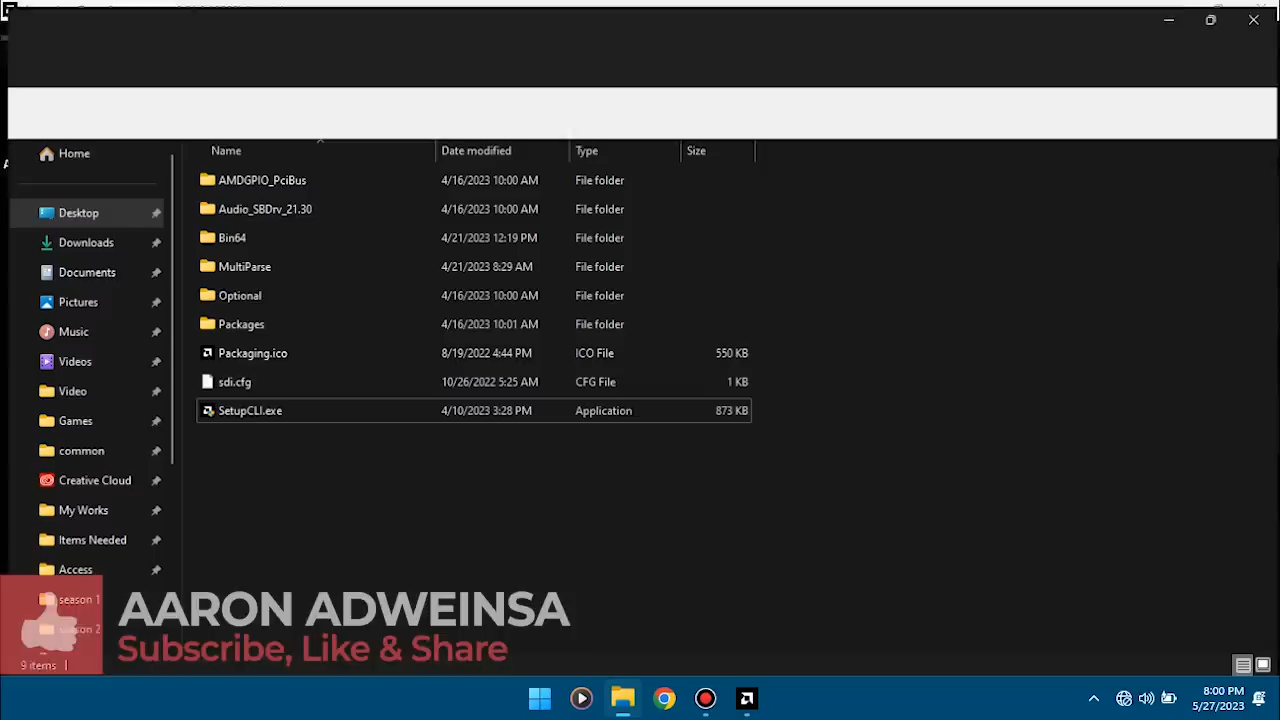 Home
Name Date modified Type Size
AMDGPIO_PciBus 4/16/2023 10:00 AM File folder
Audio_SBDrv_21.30 4/16/2023 10:00 AM File folder
Bin64 4/21/2023 12:19 PM File folder
MultiParse 4/21/2023 8:29 AM File folder
Optional 4/16/2023 10:00 AM File folder
Packages 4/16/2023 10:01 AM File folder
Packaging.ico 8/19/2022 4:44 PM ICO File 550 KB
sdi.cfg 10/26/2022 5:25 AM CFG File 1 KB
SetupCLI.exe 4/10/2023 3:28 PM Application 873 KB
Desktop
Downloads
Documents
Pictures
Music
Videos
Video
Games
common
Creative Cloud
My Works
Items Needed
Access
season 1
season 2
AARON ADWEINSA
Subscribe, Like & Share
9 items
8:00 PM
5/27/2023